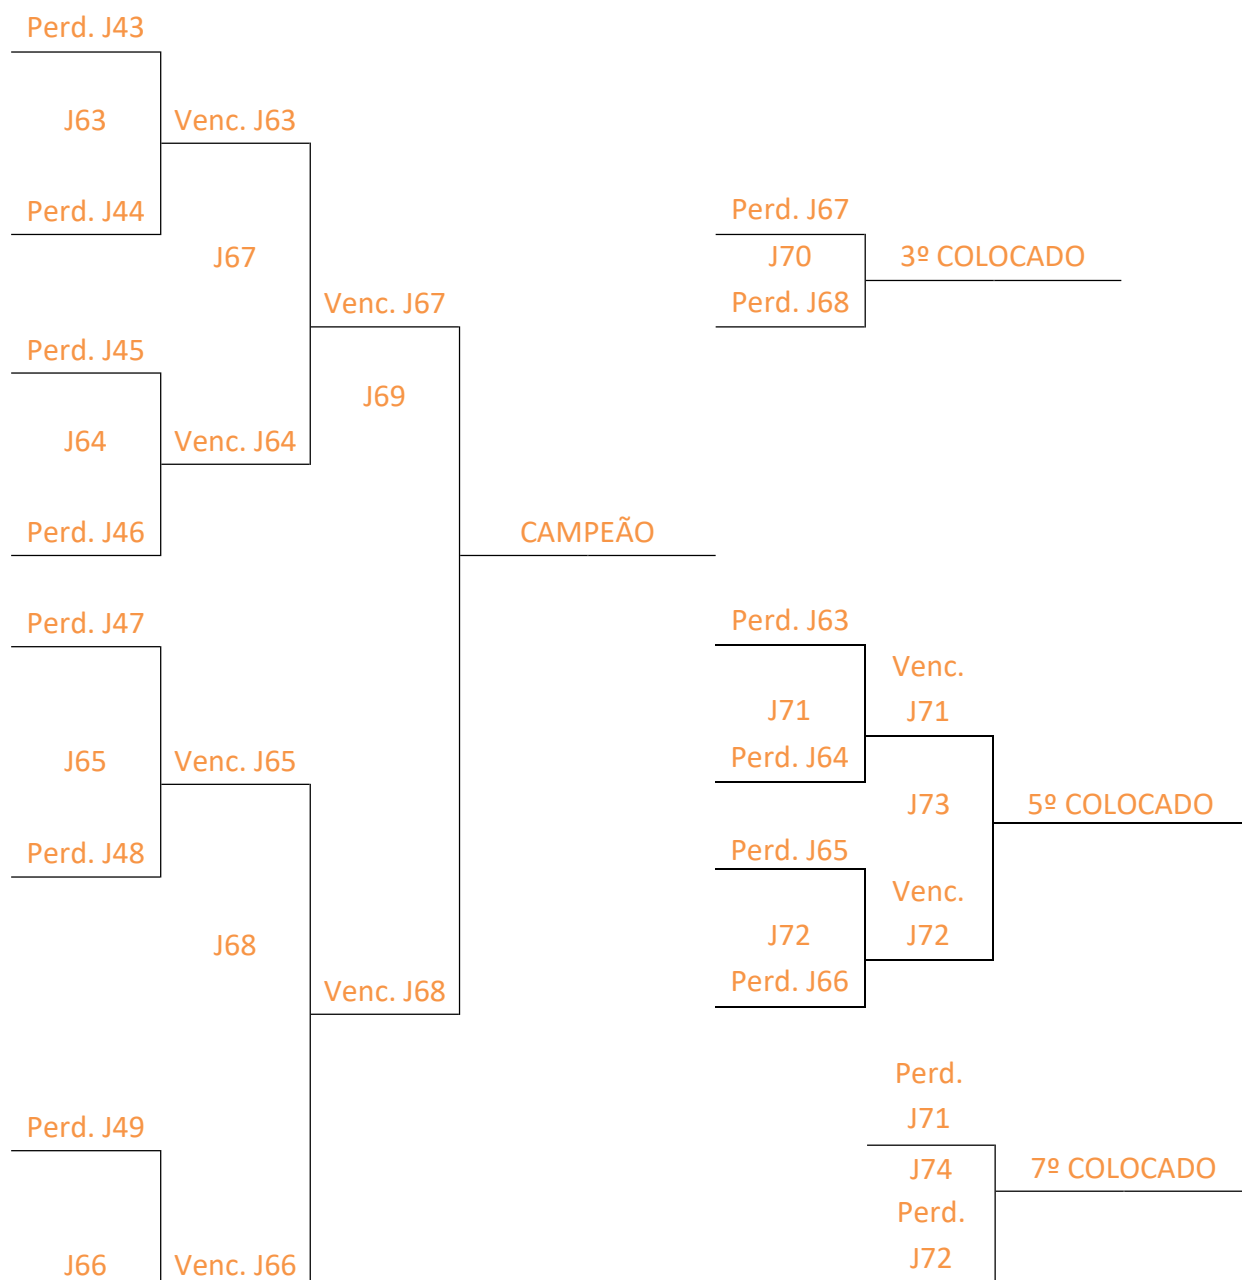 Perd. J43
J63
Venc. J63
Perd. J44
J67
Venc. J67
Perd. J45
J69
J64
Venc. J64
Perd. J46
CAMPEÃO
Perd. J47
J65
Venc. J65
Perd. J48
J68
Venc. J68
Perd. J49
J66
Venc. J66
Perd. J67
J70
3º COLOCADO
Perd. J68
Perd. J63
Venc.
J71
J71
Perd. J64
J73
5º COLOCADO
Perd. J65
Venc.
J72
J72
Perd. J66
Perd.
J71
J74
7º COLOCADO
Perd.
J72